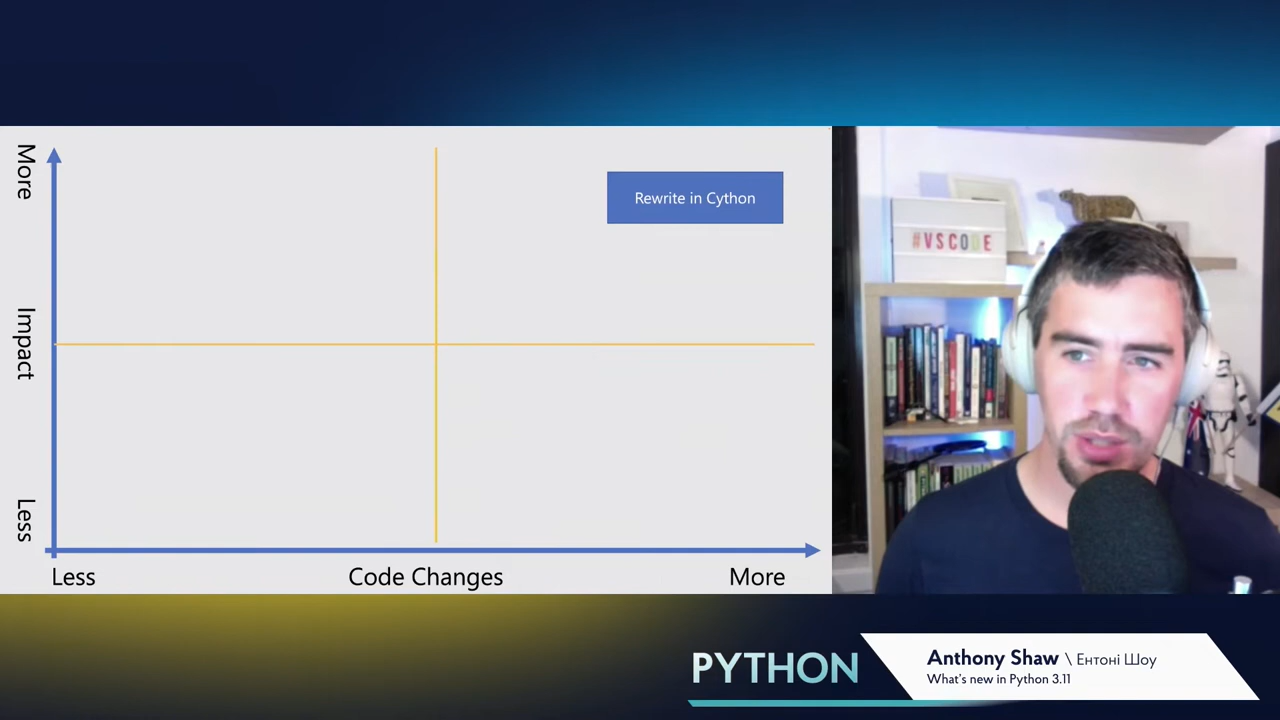 More
Impact
Less
Rewrite in Cython
Less
Code Changes
More
#VSCODE
PYTHON
Anthony Shaw \ Ентоні Шоу
What's new in Python 3.11